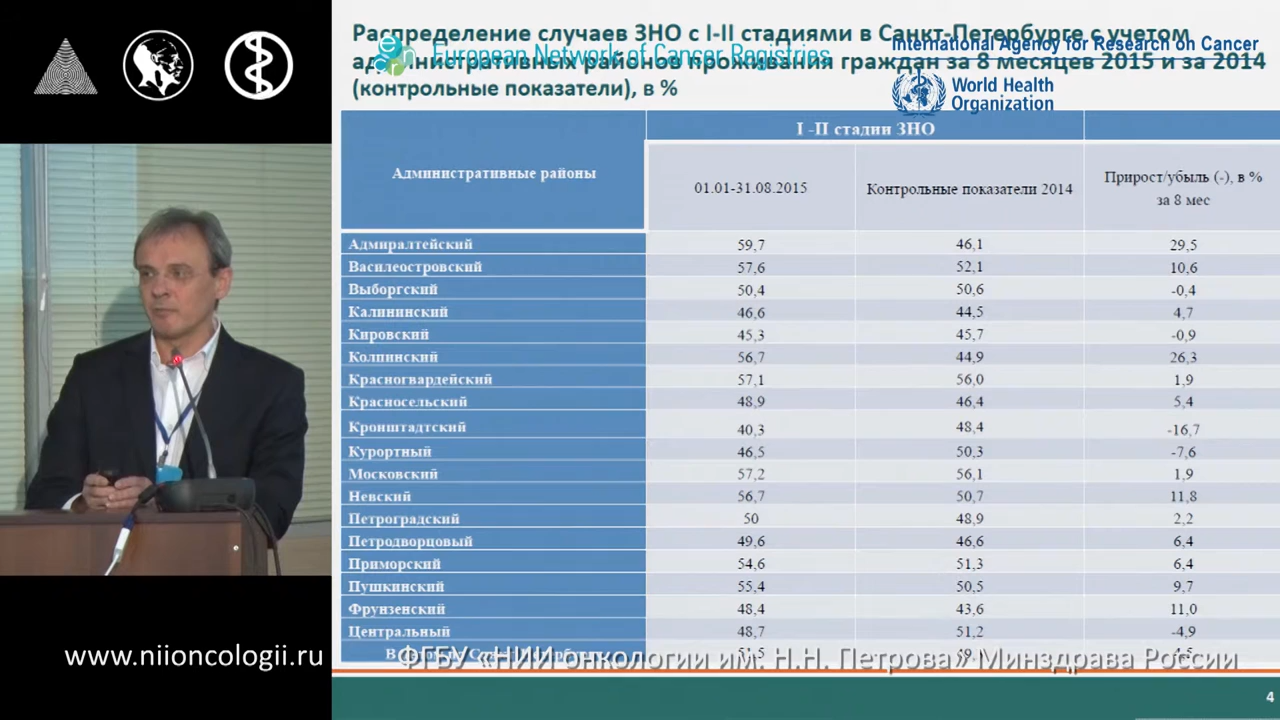 Распределение случаев ЗНО с I-II стадиями в Санкт-Петербурге с учетом
административных районов проживания граждан за 8 месяцев 2015 и за 2014
(контрольные показатели), в %
European Network of Cancer Registries
International Agency for Research on Cancer
World Health
Organization
Административные районы
I -II стадии ЗНО
01.01-31.08.2015
Контрольные показатели 2014
Прирост/убыль (-), в %
за 8 мес
Адмиралтейский 59,7 46,1 29,5
Василеостровский 57,6 52,1 10,6
Выборгский 50,4 50,6 -0,4
Калининский 46,6 44,5 4,7
Кировский 45,3 45,7 -0,9
Колпинский 56,7 44,9 26,3
Красногвардейский 57,1 56,0 1,9
Красносельский 48,9 46,4 5,4
Кронштадтский 40,3 48,4 -16,7
Курортный 46,5 50,3 -7,6
Московский 57,2 56,1 1,9
Невский 56,7 50,7 11,8
Петроградский 50 48,9 2,2
Петродворцовый 49,6 46,6 6,4
Приморский 54,6 51,3 6,4
Пушкинский 55,4 50,5 9,7
Фрунзенский 48,4 43,6 11,0
Центральный 48,7 51,2 -4,9
www.niioncologii.ru
ФГБУ «НИИ онкологии им. Н.Н. Петрова» Минздрава России
4